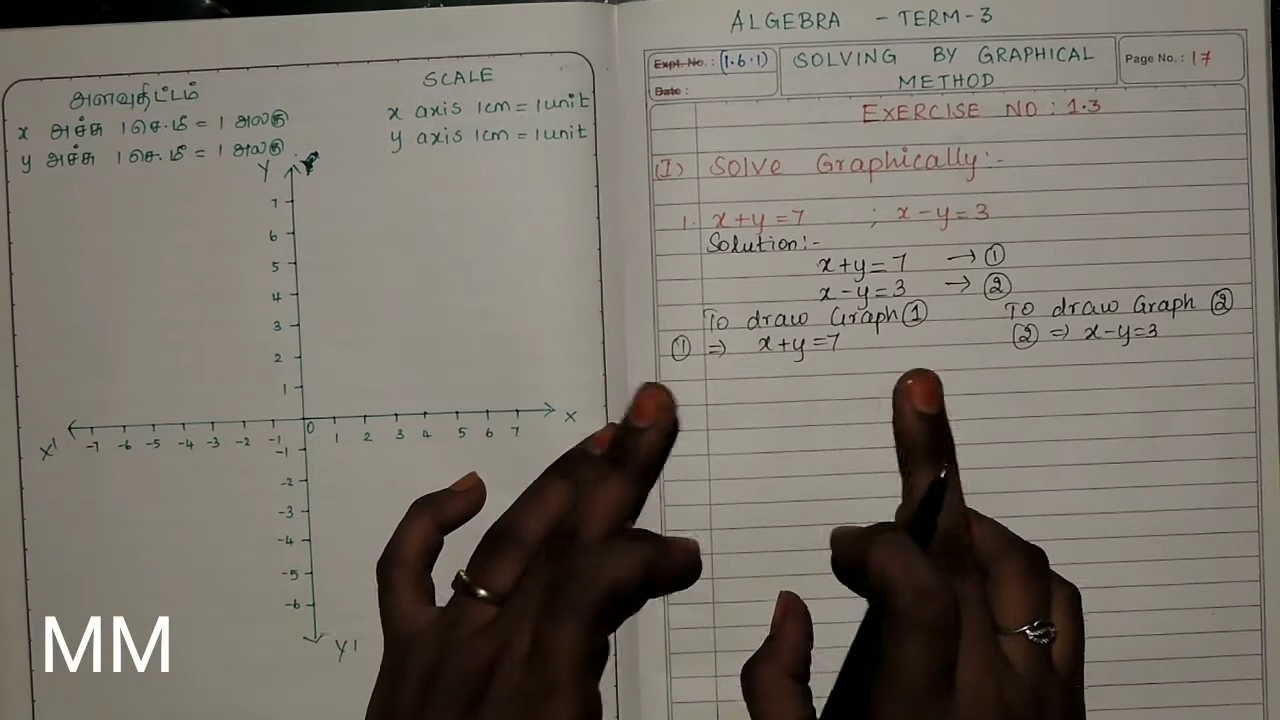 அளவுதிட்டம்
x அச்சு 1 செ.மீ = 1 அலகு
y அச்சு 1 செ.மீ = 1 அலகு
SCALE
x axis 1cm = 1unit
y axis 1cm = 1unit
Y
7
6
5
4
3
2
1
X' -7 -6 -5 -4 -3 -2 -1 0 1 2 3 4 5 6 7 X
-1
-2
-3
-4
-5
-6
Y'
MM
ALGEBRA - TERM-3
Expt. No. : (1.6.1)
Date :
SOLVING BY GRAPHICAL
METHOD
Page No. : 17
EXERCISE NO : 1.3
(I) Solve Graphically:-
1. x+y=7 ; x-y=3
Solution:-
x+y=7 → ①
x-y=3 → ②
To draw Graph ① To draw Graph ②
① ⇒ x+y=7 ② ⇒ x-y=3